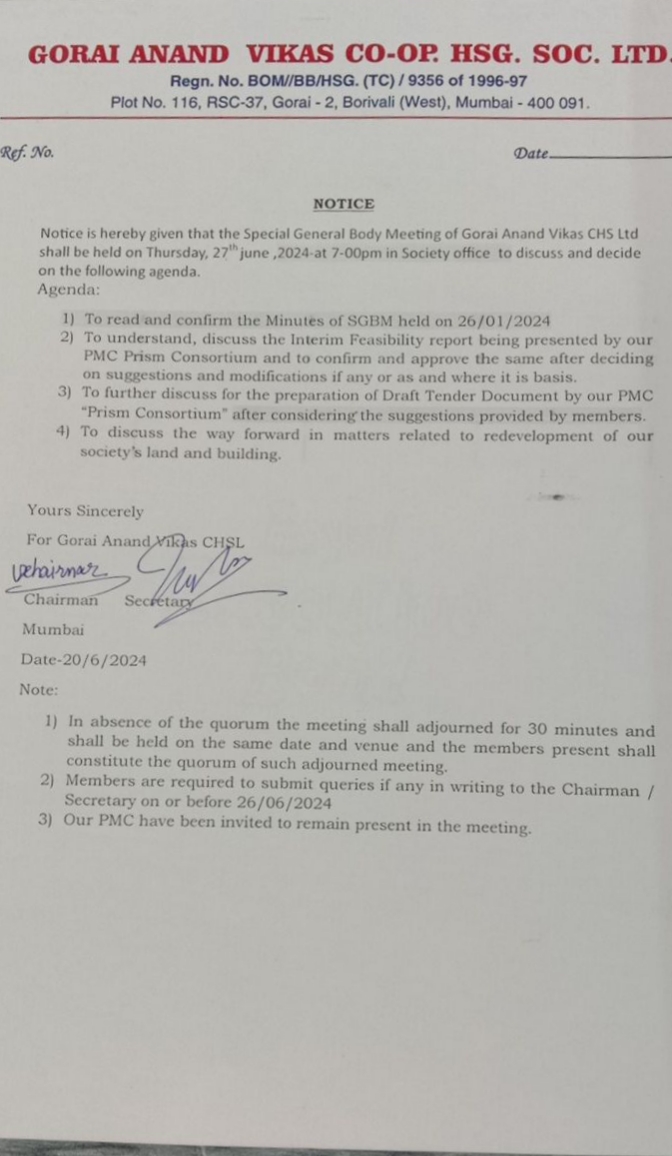 GORAI ANAND VIKAS CO-OP. HSG. SOC. LTD.
Regn. No. BOM//BB/HSG. (TC) / 9356 of 1996-97
Plot No. 116, RSC-37, Gorai - 2, Borivali (West), Mumbai - 400 091.
Ref. No.
Date
NOTICE
Notice is hereby given that the Special General Body Meeting of Gorai Anand Vikas CHS Ltd
shall be held on Thursday, 27th june ,2024-at 7-00pm in Society office to discuss and decide
on the following agenda.
Agenda:
1) To read and confirm the Minutes of SGBM held on 26/01/2024
2) To understand, discuss the Interim Feasibility report being presented by our
PMC Prism Consortium and to confirm and approve the same after deciding
on suggestions and modifications if any or as and where it is basis.
3) To further discuss for the preparation of Draft Tender Document by our PMC
“Prism Consortium” after considering the suggestions provided by members.
4) To discuss the way forward in matters related to redevelopment of our
society’s land and building.
Yours Sincerely
For Gorai Anand Vikas CHSL
Chairman Secretary
Mumbai
Date-20/6/2024
Note:
1) In absence of the quorum the meeting shall adjourned for 30 minutes and
shall be held on the same date and venue and the members present shall
constitute the quorum of such adjourned meeting.
2) Members are required to submit queries if any in writing to the Chairman /
Secretary on or before 26/06/2024
3) Our PMC have been invited to remain present in the meeting.